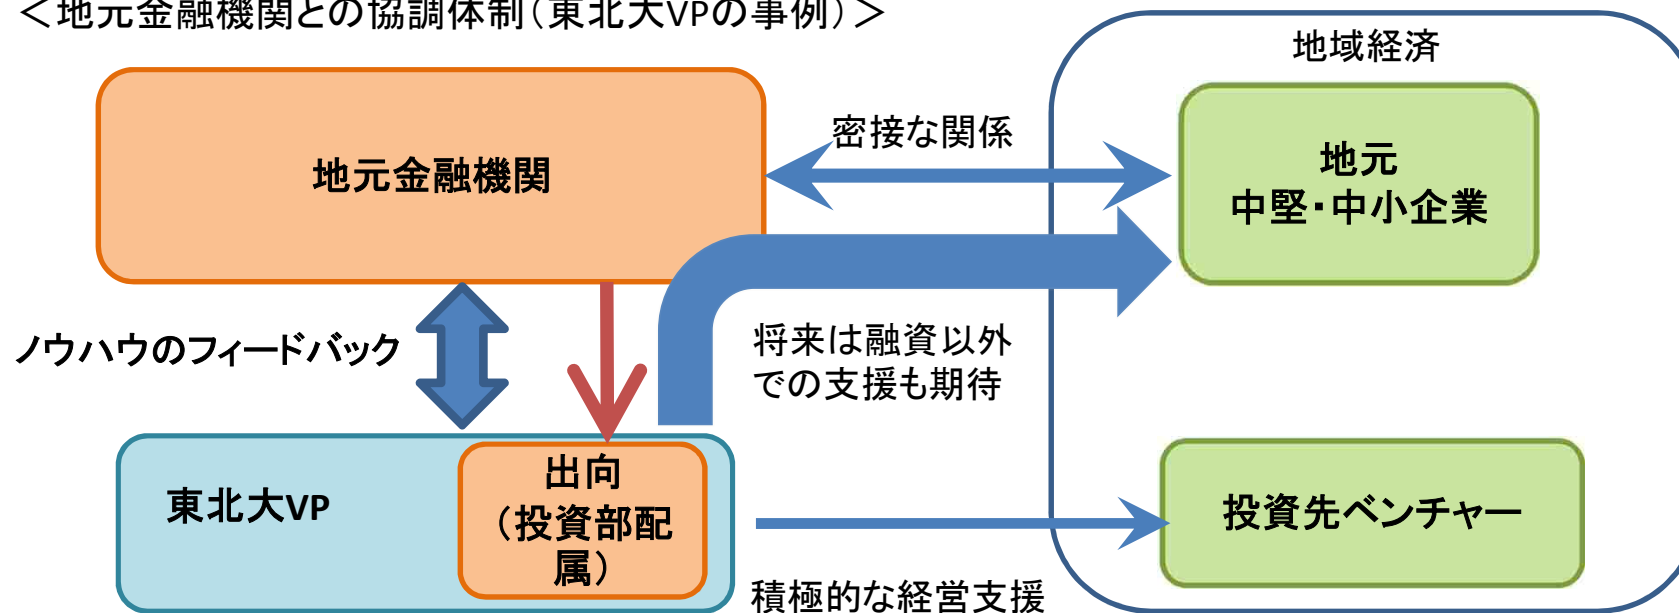 ＜地元金融機関との協調体制（東北大VPの事例）＞
地域経済
地元金融機関
密接な関係
地元
中堅・中小企業
ノウハウのフィードバック
将来は融資以外
での支援も期待
東北大VP
出向
（投資部配
属）
投資先ベンチャー
積極的な経営支援